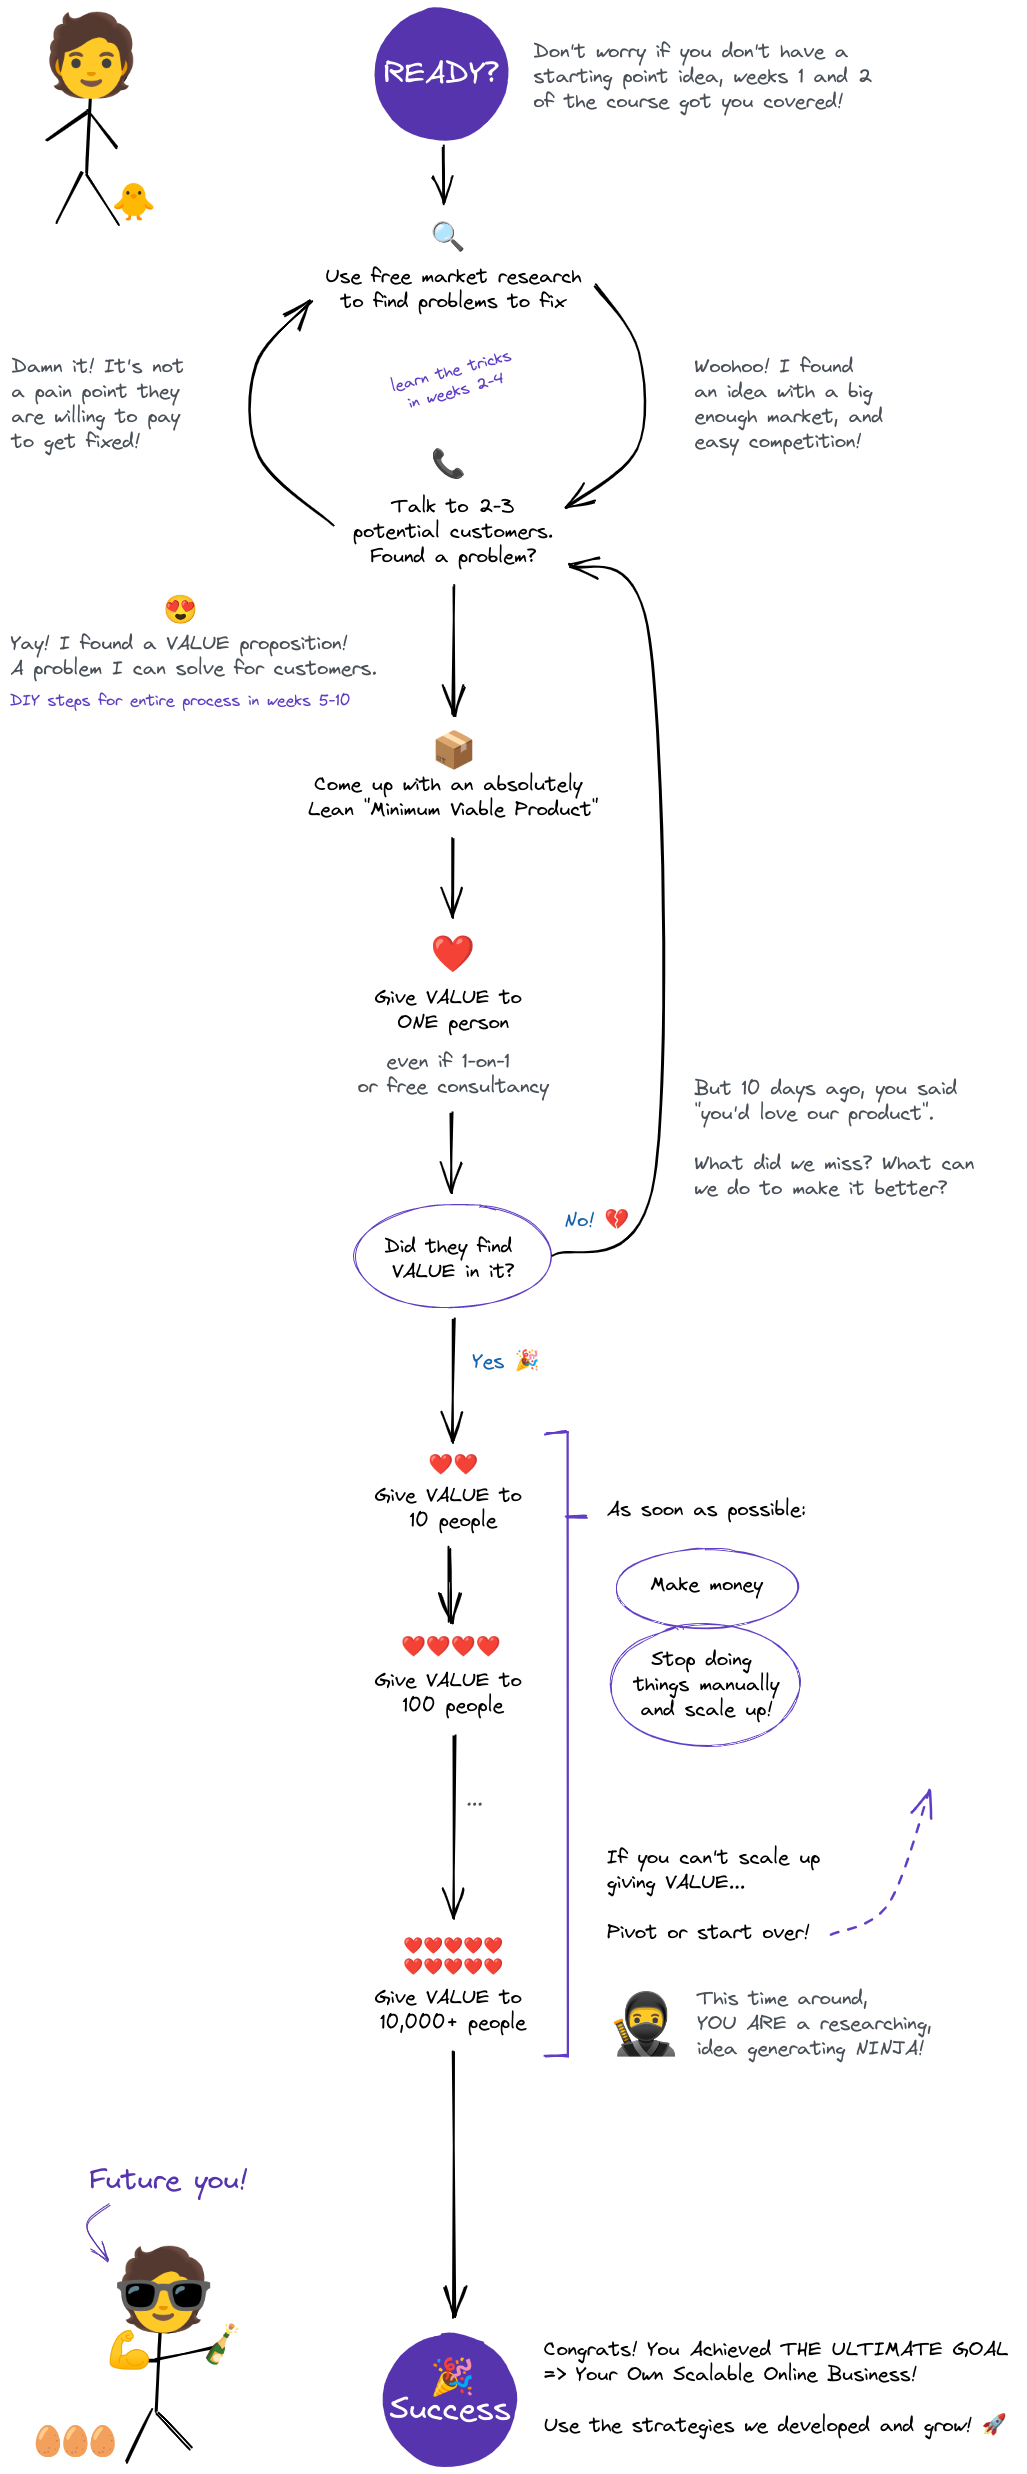 READY?
Don't worry if you don't have a
starting point idea, weeks 1 and 2
of the course got you covered!
Use free market research
to find problems to fix
learn the tricks
in weeks 2-4
Damn it! It's not
a pain point they
are willing to pay
to get fixed!
Woohoo! I found
an idea with a big
enough market, and
easy competition!
Talk to 2-3
potential customers.
Found a problem?
Yay! I found a VALUE proposition!
A problem I can solve for customers.
DIY steps for entire process in weeks 5-10
Come up with an absolutely
Lean "Minimum Viable Product"
Give VALUE to
ONE person
even if 1-on-1
or free consultancy
But 10 days ago, you said
"you'd love our product".
What did we miss? What can
we do to make it better?
No!
Did they find
VALUE in it?
Yes
Give VALUE to
10 people
As soon as possible:
Make money
Stop doing
things manually
and scale up!
Give VALUE to
100 people
...
If you can't scale up
giving VALUE...
Pivot or start over!
Give VALUE to
10,000+ people
This time around,
YOU ARE a researching,
idea generating NINJA!
Future you!
Success
Congrats! You Achieved THE ULTIMATE GOAL
=> Your Own Scalable Online Business!
Use the strategies we developed and grow!